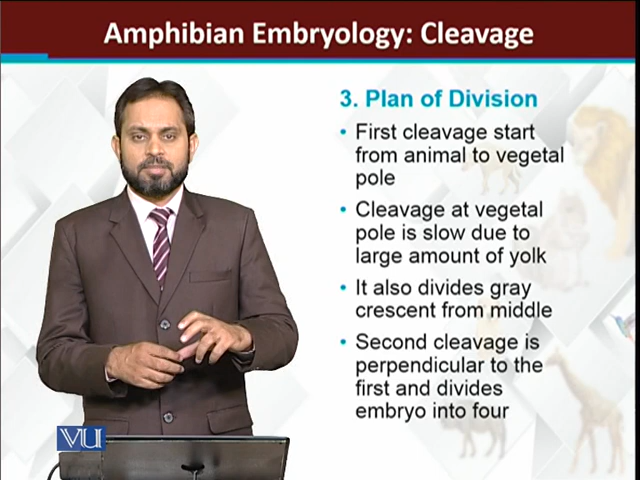 Amphibian Embryology: Cleavage
3. Plan of Division
• First cleavage start
from animal to vegetal
pole
• Cleavage at vegetal
pole is slow due to
large amount of yolk
• It also divides gray
crescent from middle
• Second cleavage is
perpendicular to the
first and divides
embryo into four
VU